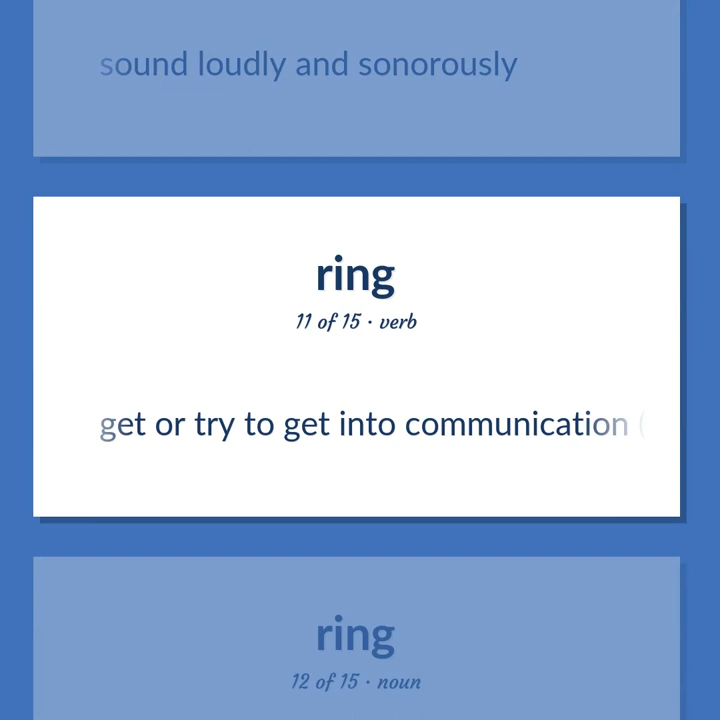 sound loudly and sonorously
ring
11 of 15 · verb
get or try to get into communication (
ring
12 of 15 · noun